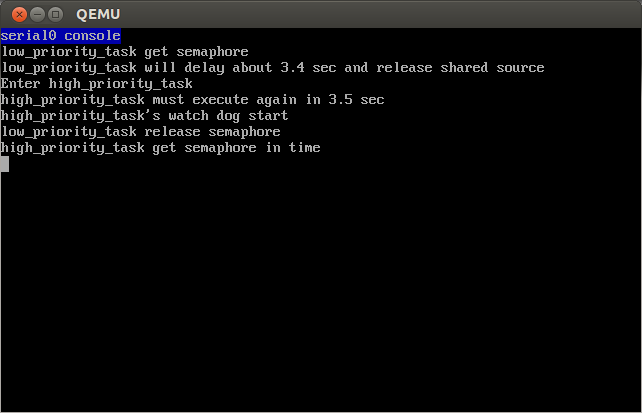 QEMU
serial0 console
low_priority_task get semaphore
low_priority_task will delay about 3.4 sec and release shared source
Enter high_priority_task
high_priority_task must execute again in 3.5 sec
high_priority_task's watch dog start
low_priority_task release semaphore
high_priority_task get semaphore in time